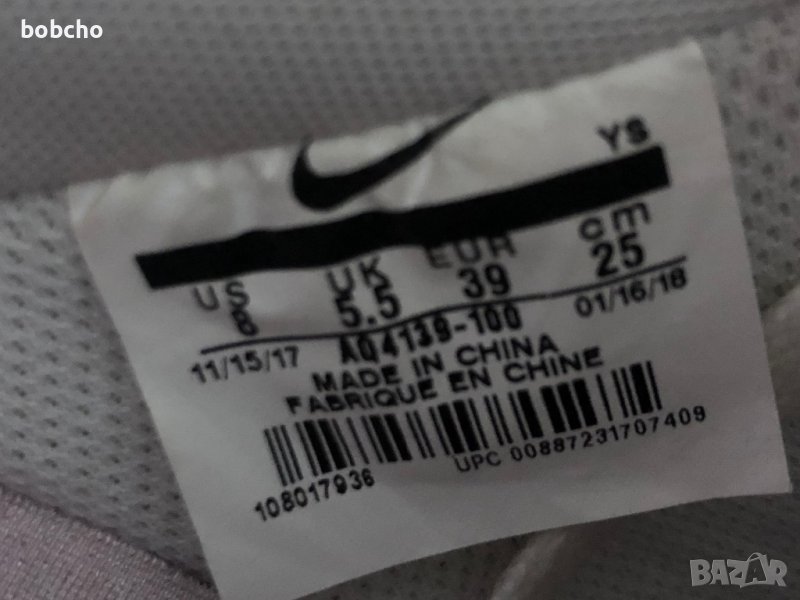 bobcho
YS
US UK EUR cm
8 5.5 39 25
11/15/17 AQ4139-100 01/16/18
MADE IN CHINA
FABRIQUE EN CHINE
108017936 UPC 00887231707409
BAZAR